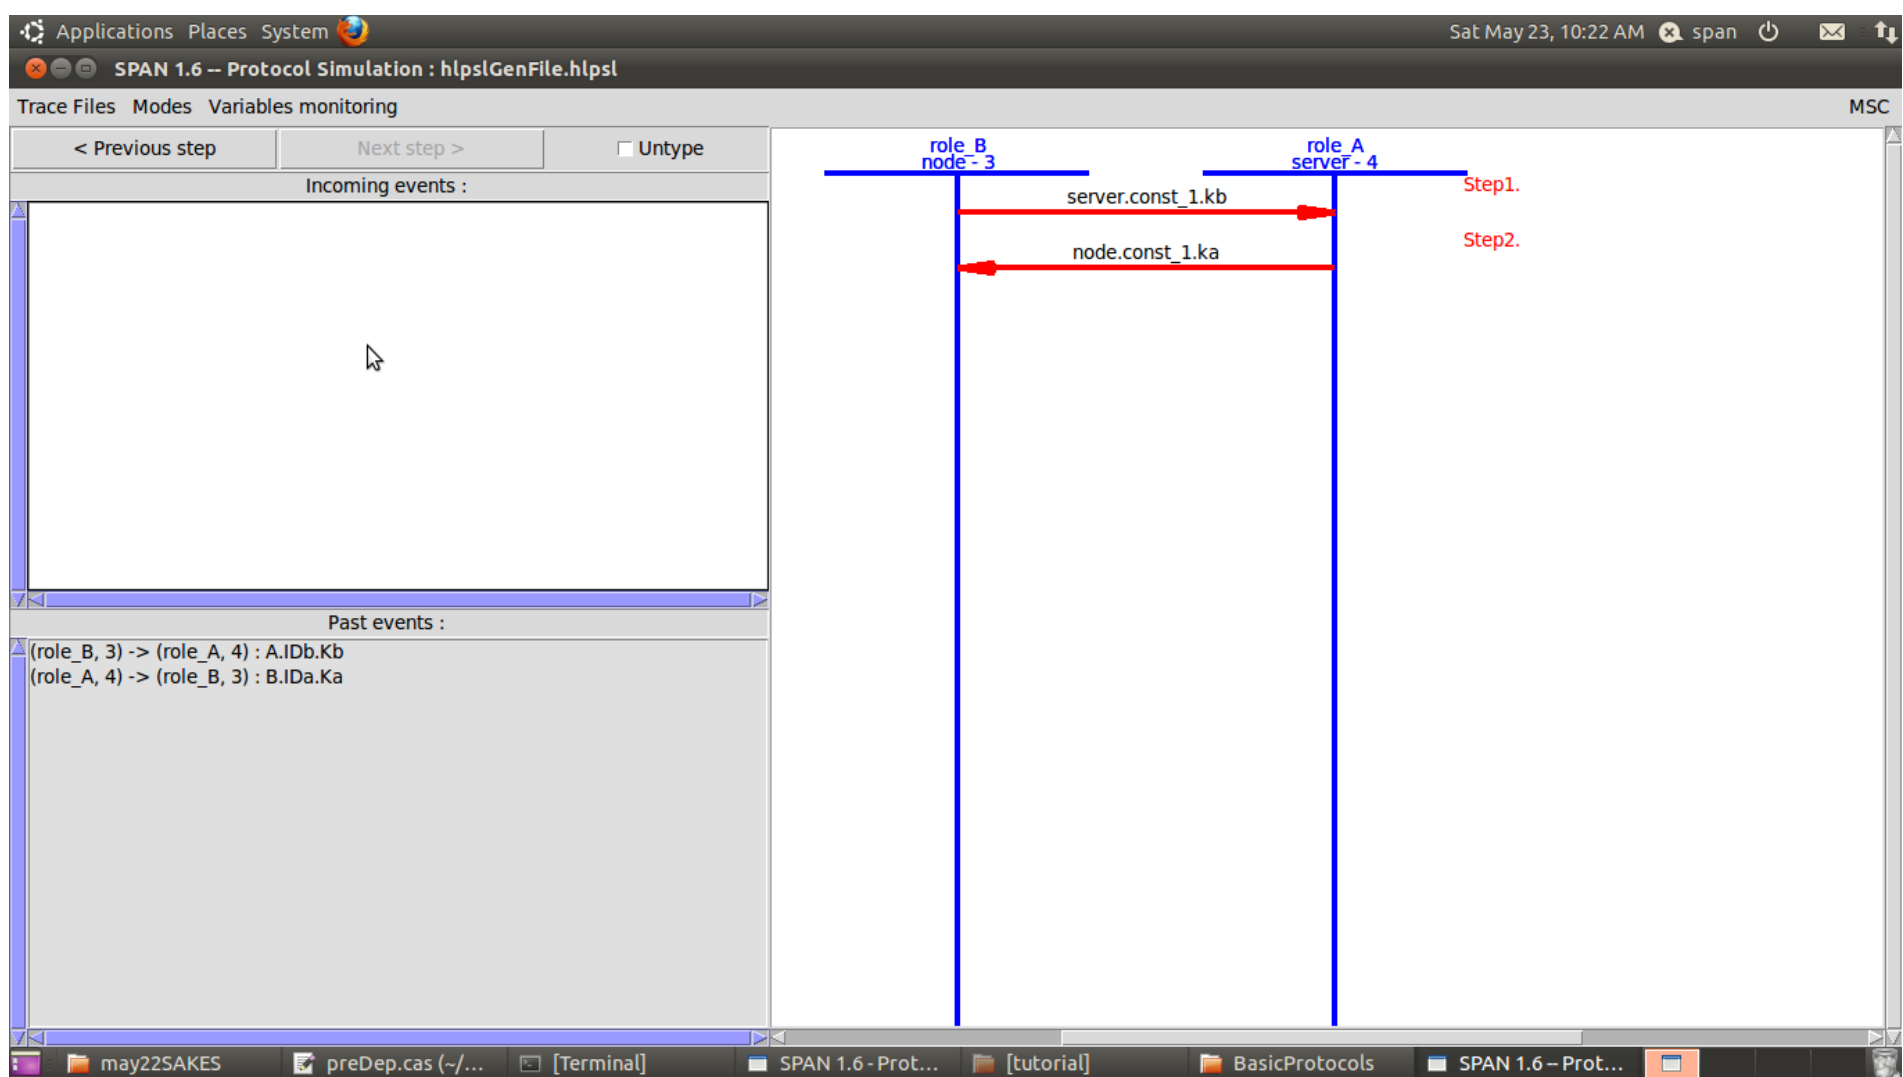 Applications Places System
Sat May 23, 10:22 AM span
SPAN 1.6 -- Protocol Simulation : hlpslGenFile.hlpsl
Trace Files Modes Variables monitoring
MSC
< Previous step
Next step >
Untype
Incoming events :
Past events :
(role_B, 3) -> (role_A, 4) : A.IDb.Kb
(role_A, 4) -> (role_B, 3) : B.IDa.Ka
role_B
node - 3
role_A
server - 4
Step1.
server.const_1.kb
Step2.
node.const_1.ka
may22SAKES
preDep.cas (~/...
[Terminal]
SPAN 1.6 - Prot...
[tutorial]
BasicProtocols
SPAN 1.6 -- Prot...